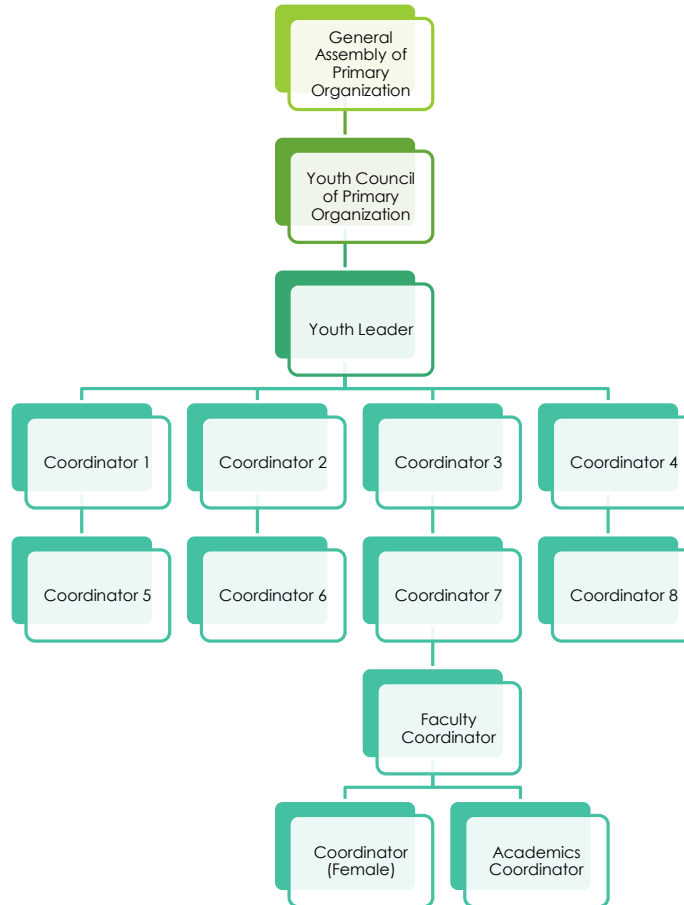 General
Assembly of
Primary
Organization
Youth Council
of Primary
Organization
Youth Leader
Coordinator 1
Coordinator 2
Coordinator 3
Coordinator 4
Coordinator 5
Coordinator 6
Coordinator 7
Coordinator 8
Faculty
Coordinator
Coordinator
(Female)
Academics
Coordinator